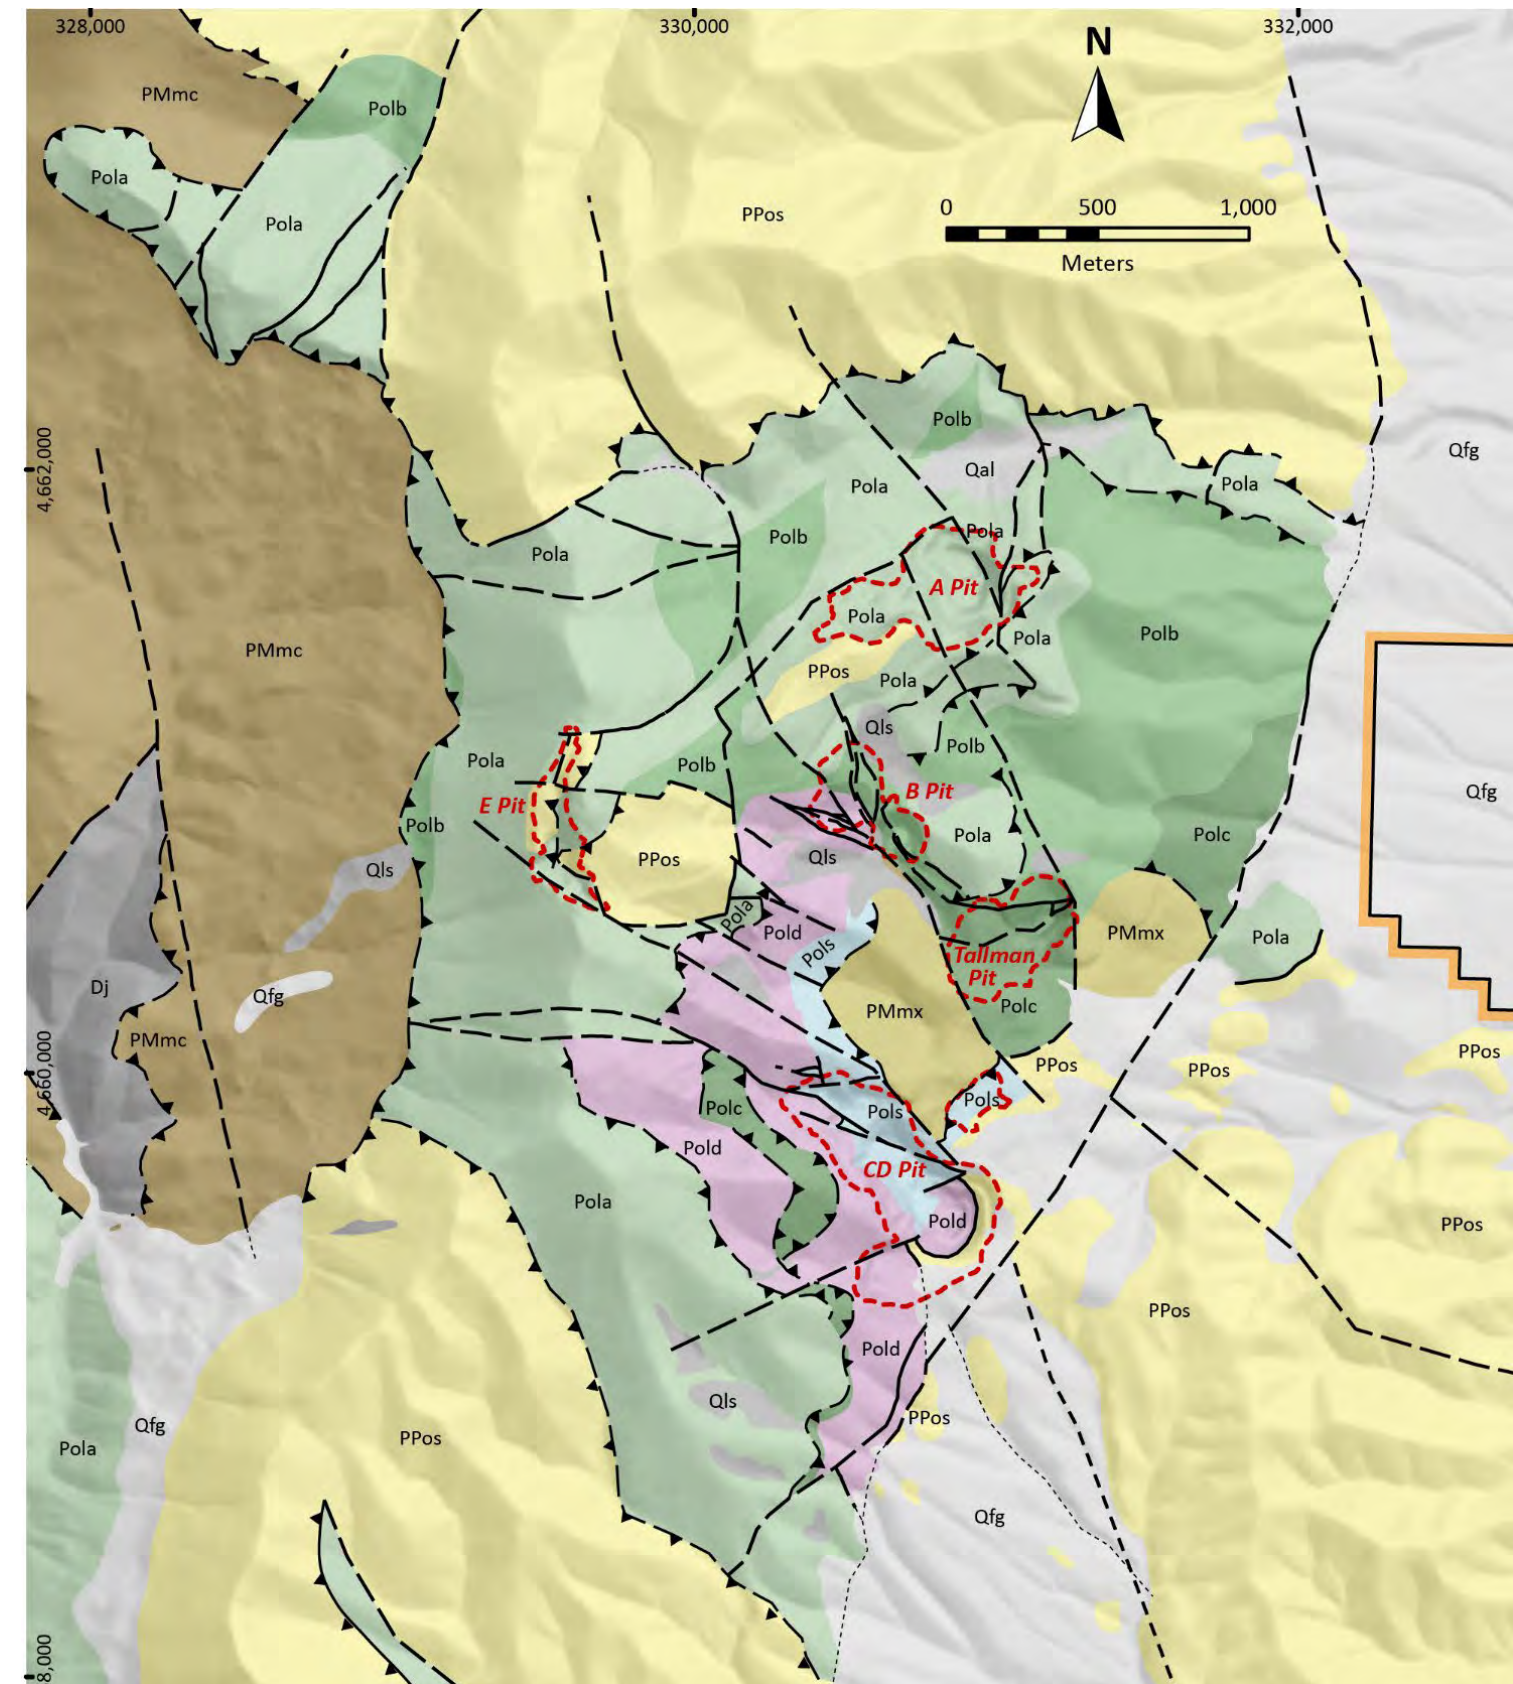 328,000
330,000
332,000
N
PMmc
Polb
Pola
PPos
0
500
1,000
Pola
Meters
Polb
4,662,000
Qfg
Qal
Pola
Pola
Polb
Pola
Pola
A Pit
Pola
Pola
Polb
PMmc
PPos
Pola
Qls
Polb
Pola
Polb
E Pit
B Pit
Qfg
Polb
Pola
Polc
PPos
Qls
Qls
Pola
Pold
PMmx
Pola
Pols
Tallman
Pit
Dj
Qfg
Polc
PMmx
PMmc
PPos
PPos
PPos
4,660,000
Pols
Polc
Pols
Pold
CD Pit
Pola
Pold
PPos
PPos
Pold
Qls
PPos
Qfg
PPos
Pola
Qfg
8,000